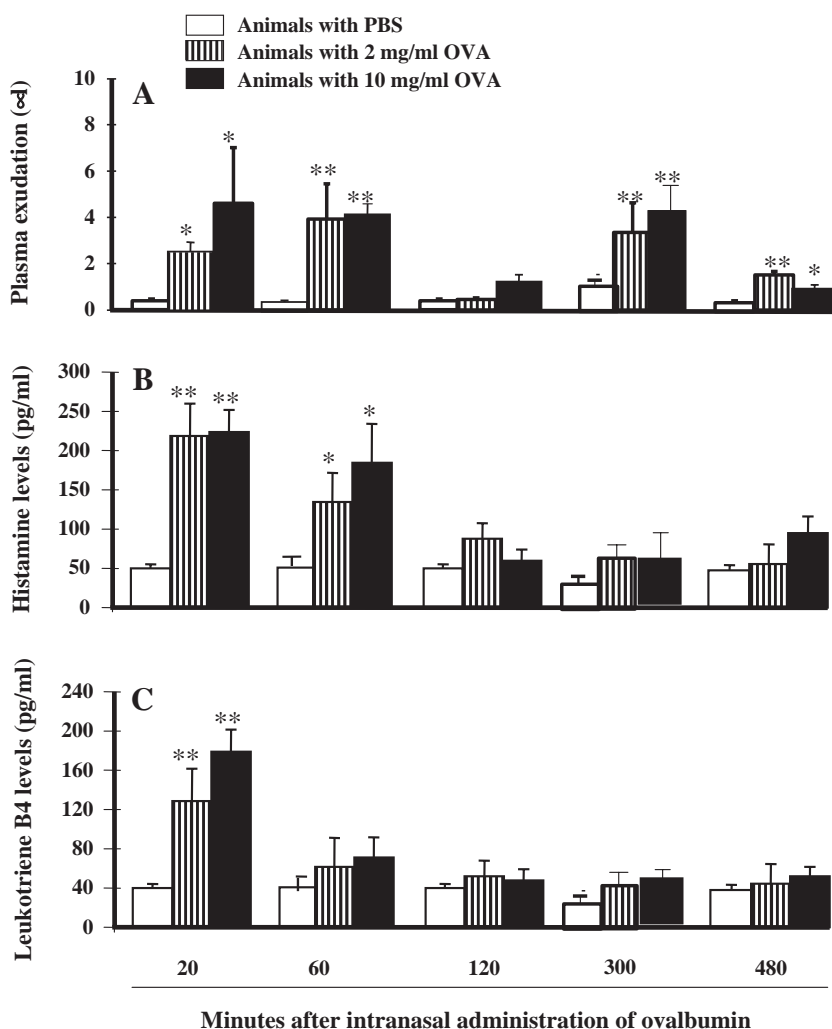 Animals with PBS
Animals with 2 mg/ml OVA
Animals with 10 mg/ml OVA
A
Plasma exudation (∞l)
10
8
6
4
2
0
* * ** ** ** ** ** *
B
Histamine levels (pg/ml)
300
250
200
150
100
50
0
** ** * *
C
Leukotriene B4 levels (pg/ml)
240
200
160
120
80
40
0
** **
20 60 120 300 480
Minutes after intranasal administration of ovalbumin